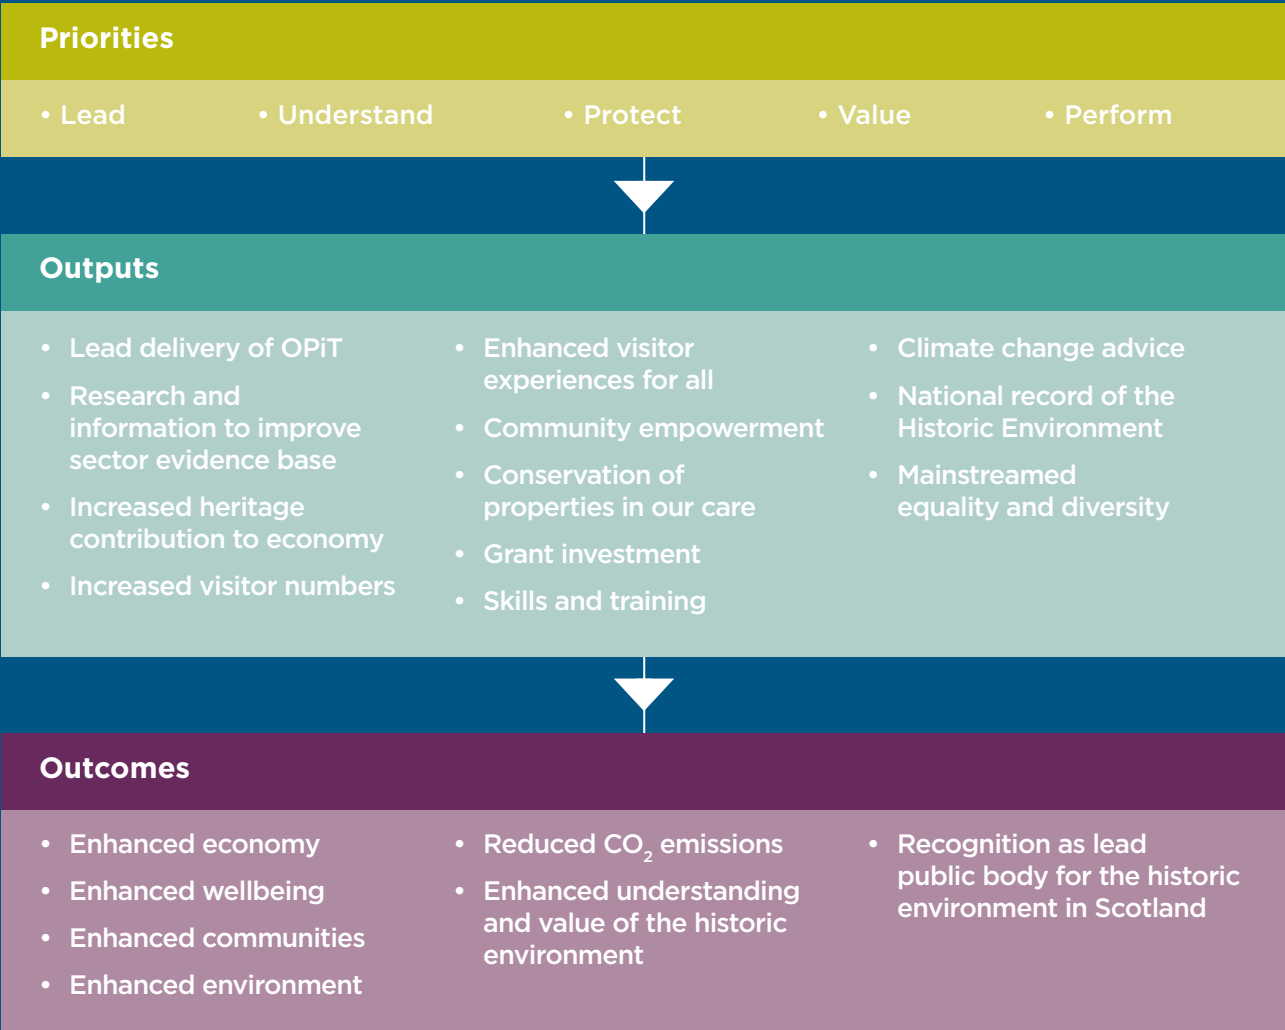 Priorities
• Lead • Understand • Protect • Value • Perform
Outputs
• Lead delivery of OPiT
• Research and
information to improve
sector evidence base
• Increased heritage
contribution to economy
• Increased visitor numbers
• Enhanced visitor
experiences for all
• Community empowerment
• Conservation of
properties in our care
• Grant investment
• Skills and training
• Climate change advice
• National record of the
Historic Environment
• Mainstreamed
equality and diversity
Outcomes
• Enhanced economy
• Enhanced wellbeing
• Enhanced communities
• Enhanced environment
• Reduced CO₂ emissions
• Enhanced understanding
and value of the historic
environment
• Recognition as lead
public body for the historic
environment in Scotland